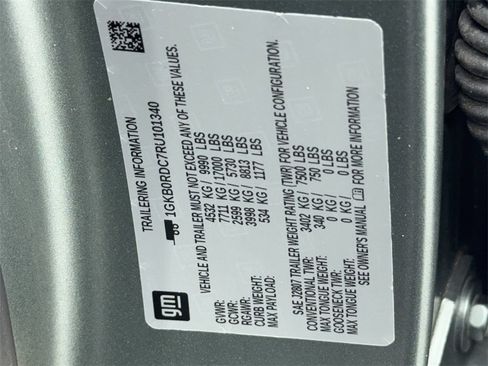 TRAILERING INFORMATION
1GKB0RDC7RU101340
VEHICLE AND TRAILER MUST NOT EXCEED ANY OF THESE VALUES.
GVWR: 4532 KG / 9990 LBS
GCWR: 7711 KG / 17000 LBS
RGAWR: 2599 KG / 5730 LBS
CURB WEIGHT: 3998 KG / 8813 LBS
MAX PAYLOAD: 534 KG / 1177 LBS
SAE J2807 TRAILER WEIGHT RATING (TWR) FOR VEHICLE CONFIGURATION.
CONVENTIONAL TWR: 3402 KG / 7500 LBS
MAX TONGUE WEIGHT: 340 KG / 750 LBS
GOOSENECK TWR: 0 KG / 0 LBS
MAX TONGUE WEIGHT: 0 KG / 0 LBS
SEE OWNER'S MANUAL FOR MORE INFORMATION
gm